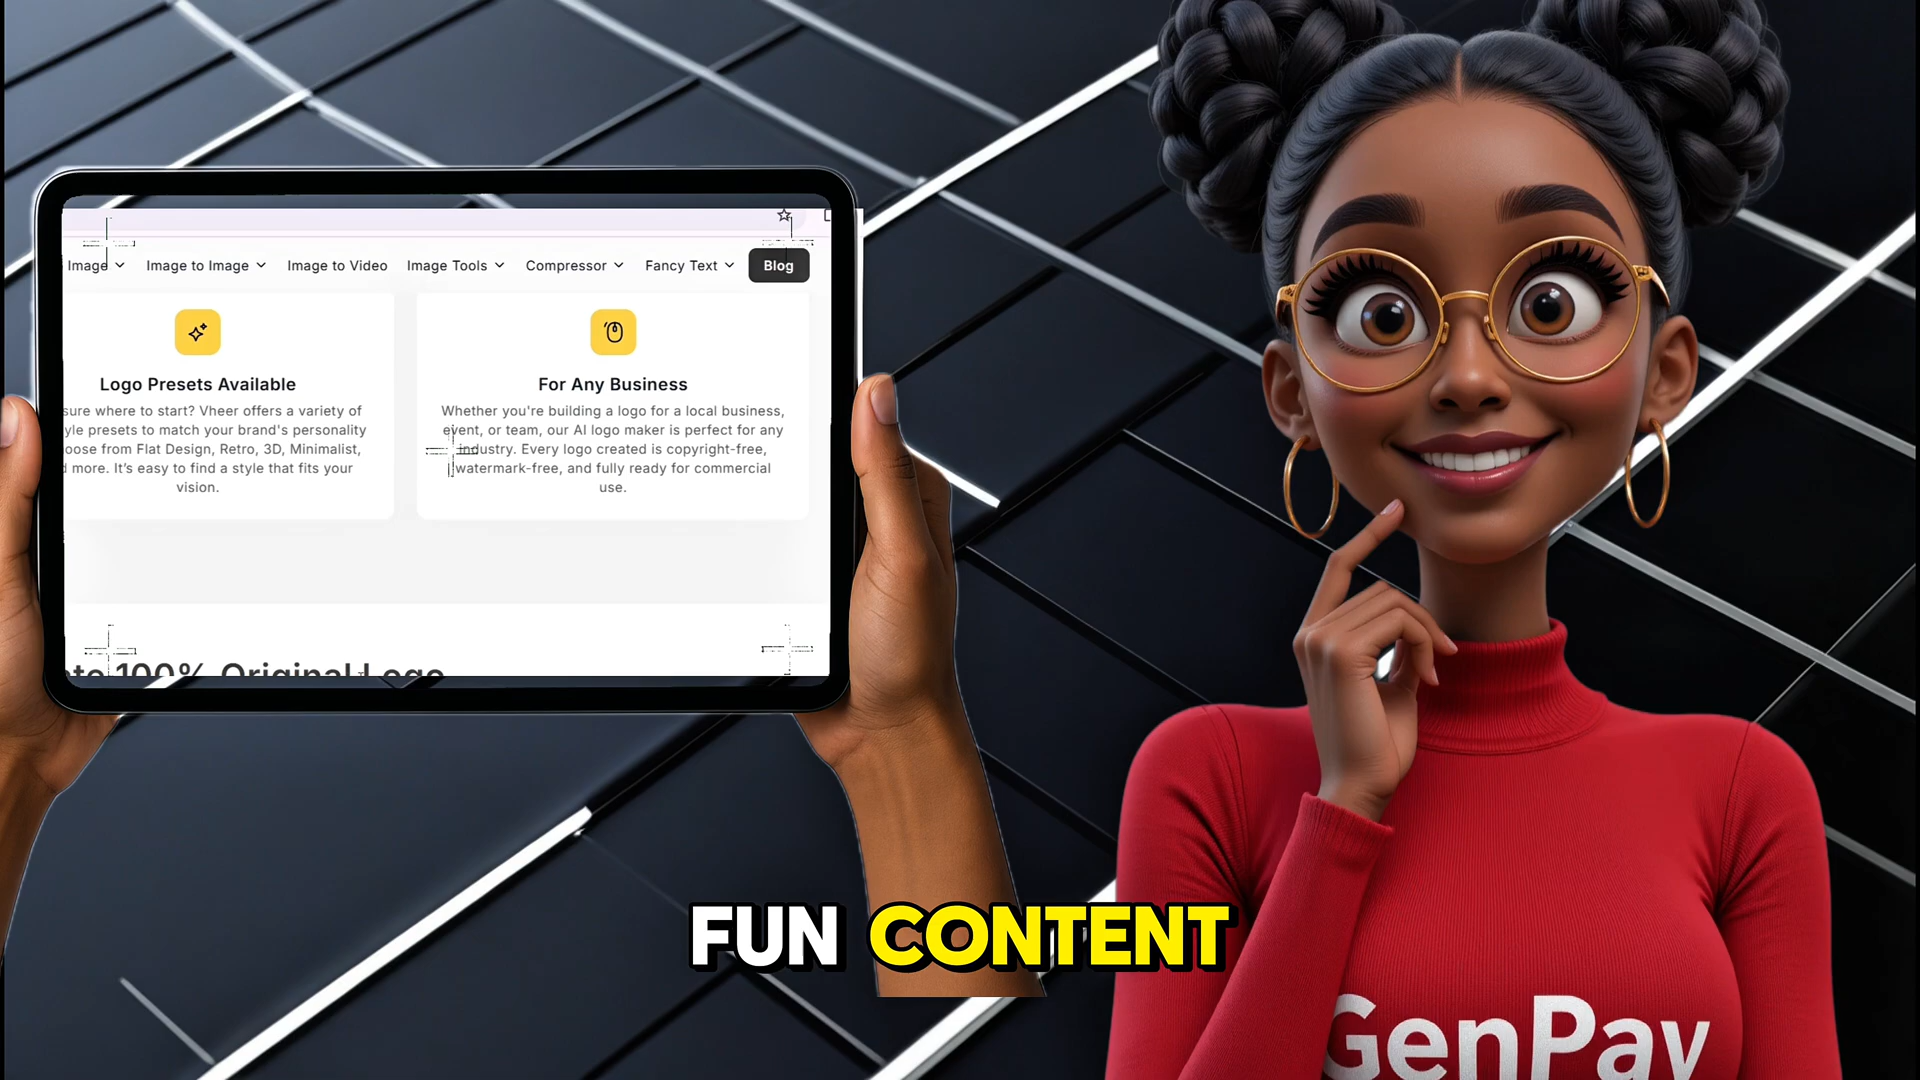 Image
Image to Image
Image to Video
Image Tools
Compressor
Fancy Text
Blog
Logo Presets Available
sure where to start? Vheer offers a variety of
yle presets to match your brand's personality
oose from Flat Design, Retro, 3D, Minimalist,
d more. It's easy to find a style that fits your
vision.
For Any Business
Whether you're building a logo for a local business,
event, or team, our AI logo maker is perfect for any
industry. Every logo created is copyright-free,
watermark-free, and fully ready for commercial
use.
ate 100% Original Logo
FUN CONTENT
GenPay